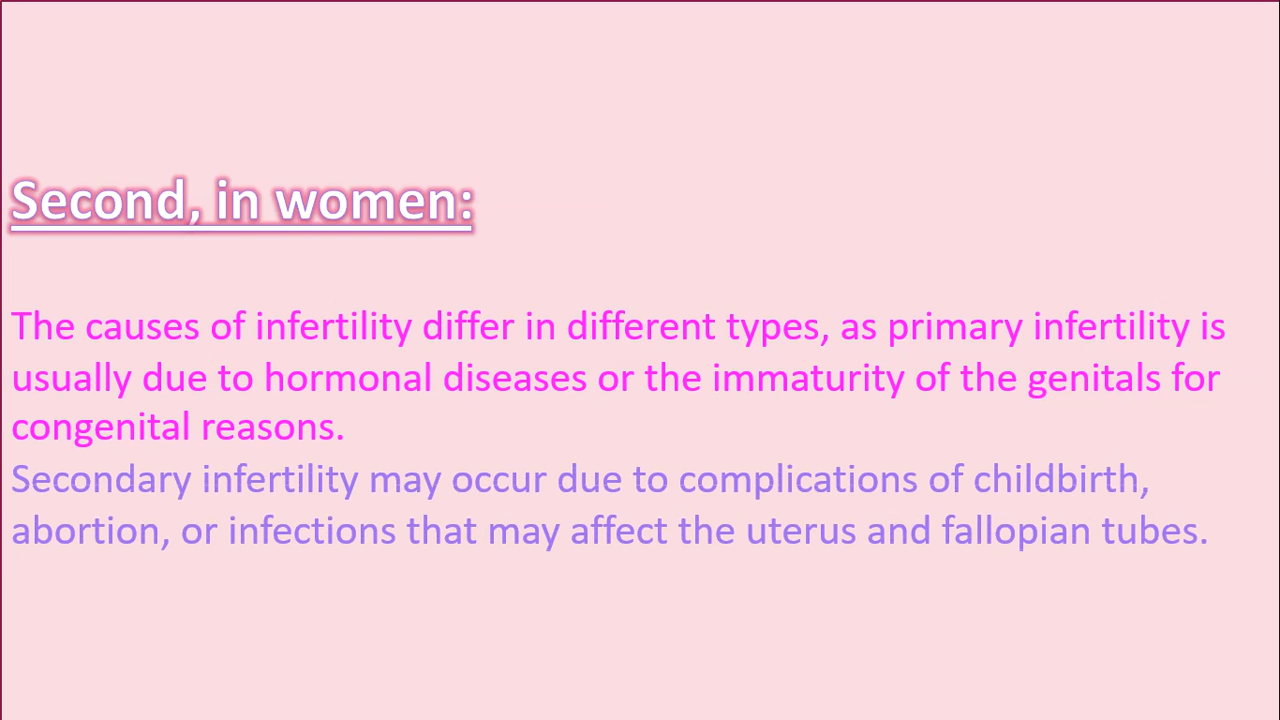 Second, in women:
The causes of infertility differ in different types, as primary infertility is
usually due to hormonal diseases or the immaturity of the genitals for
congenital reasons.
Secondary infertility may occur due to complications of childbirth,
abortion, or infections that may affect the uterus and fallopian tubes.